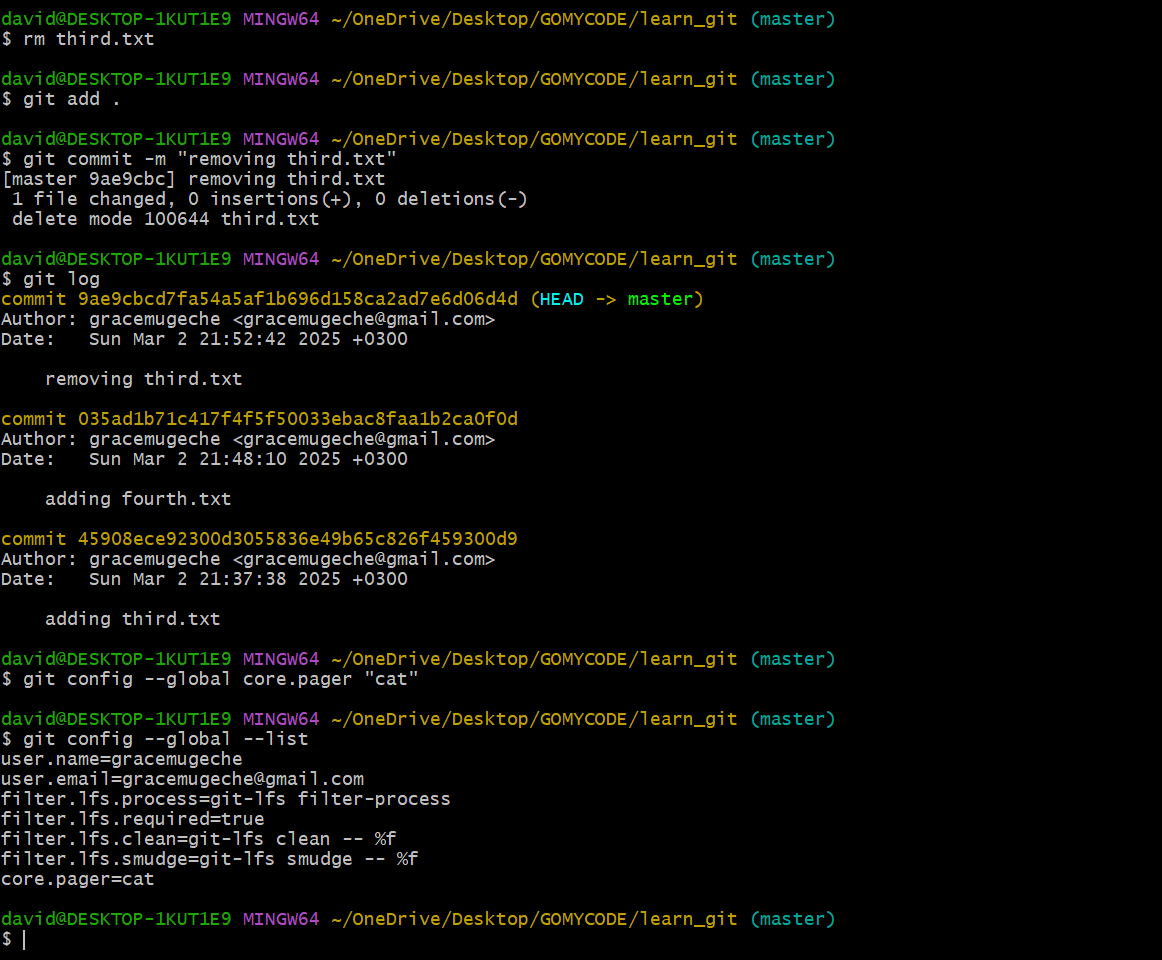 david@DESKTOP-1KUT1E9 MINGW64 ~/OneDrive/Desktop/GOMYCODE/learn_git (master)
$ rm third.txt
david@DESKTOP-1KUT1E9 MINGW64 ~/OneDrive/Desktop/GOMYCODE/learn_git (master)
$ git add .
david@DESKTOP-1KUT1E9 MINGW64 ~/OneDrive/Desktop/GOMYCODE/learn_git (master)
$ git commit -m "removing third.txt"
[master 9ae9cbc] removing third.txt
 1 file changed, 0 insertions(+), 0 deletions(-)
 delete mode 100644 third.txt
david@DESKTOP-1KUT1E9 MINGW64 ~/OneDrive/Desktop/GOMYCODE/learn_git (master)
$ git log
commit 9ae9cbcd7fa54a5af1b696d158ca2ad7e6d06d4d (HEAD -> master)
Author: gracemugeche <gracemugeche@gmail.com>
Date:   Sun Mar 2 21:52:42 2025 +0300
    removing third.txt
commit 035ad1b71c417f4f5f50033ebac8faa1b2ca0f0d
Author: gracemugeche <gracemugeche@gmail.com>
Date:   Sun Mar 2 21:48:10 2025 +0300
    adding fourth.txt
commit 45908ece92300d3055836e49b65c826f459300d9
Author: gracemugeche <gracemugeche@gmail.com>
Date:   Sun Mar 2 21:37:38 2025 +0300
    adding third.txt
david@DESKTOP-1KUT1E9 MINGW64 ~/OneDrive/Desktop/GOMYCODE/learn_git (master)
$ git config --global core.pager "cat"
david@DESKTOP-1KUT1E9 MINGW64 ~/OneDrive/Desktop/GOMYCODE/learn_git (master)
$ git config --global --list
user.name=gracemugeche
user.email=gracemugeche@gmail.com
filter.lfs.process=git-lfs filter-process
filter.lfs.required=true
filter.lfs.clean=git-lfs clean -- %f
filter.lfs.smudge=git-lfs smudge -- %f
core.pager=cat
david@DESKTOP-1KUT1E9 MINGW64 ~/OneDrive/Desktop/GOMYCODE/learn_git (master)
$